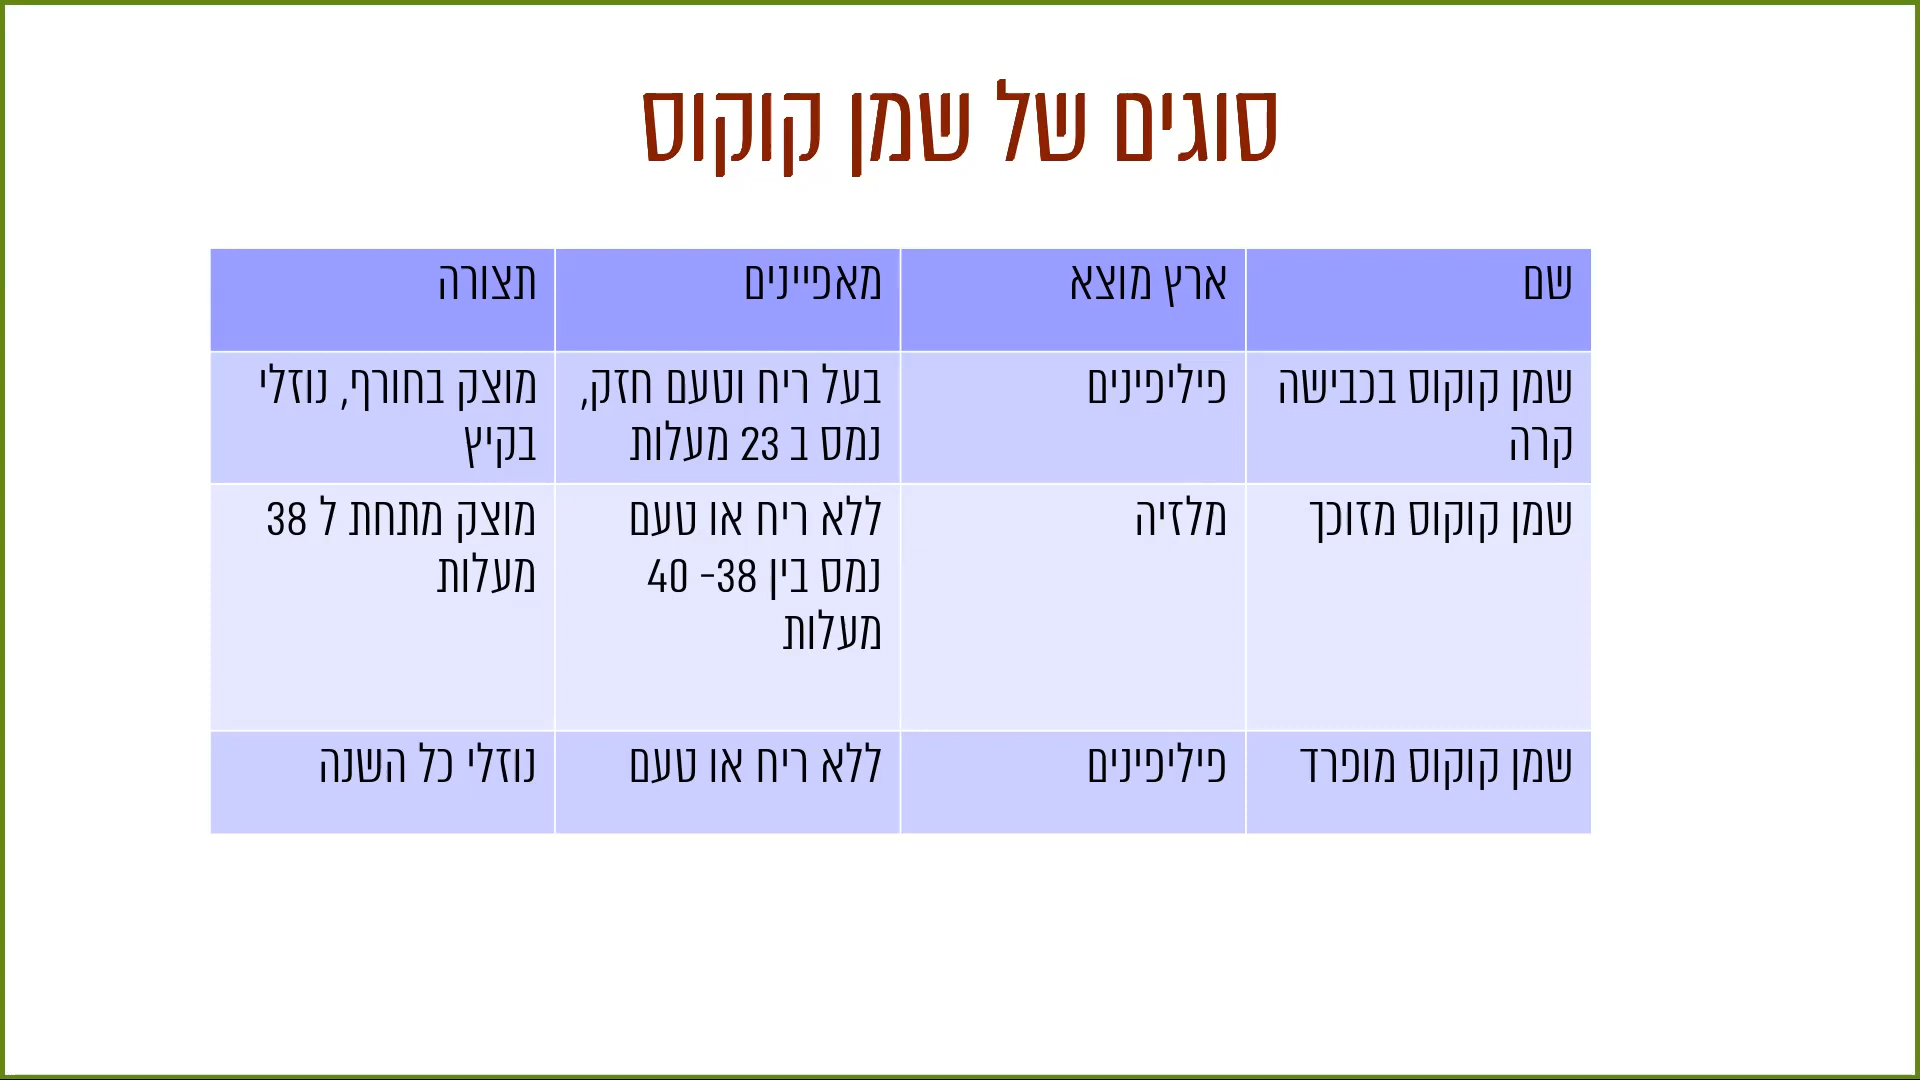 סוגים של שמן קוקוס
שם
ארץ מוצא
מאפיינים
תצורה
שמן קוקוס בכבישה
קרה
פיליפינים
בעל ריח וטעם חזק,
נמס ב 23 מעלות
מוצק בחורף, נוזלי
בקיץ
שמן קוקוס מזוכך
מלזיה
ללא ריח או טעם
נמס בין 38- 40
מעלות
מוצק מתחת ל 38
מעלות
שמן קוקוס מופרד
פיליפינים
ללא ריח או טעם
נוזלי כל השנה